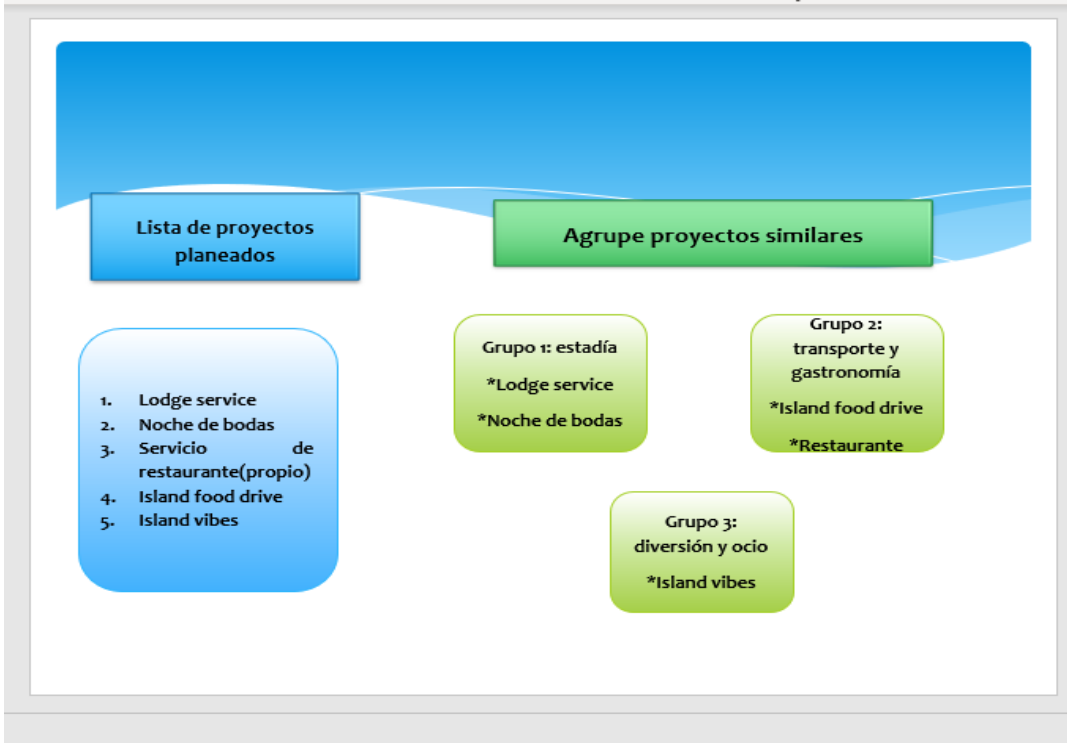 Lista de proyectos
planeados
Agrupe proyectos similares
1. Lodge service
2. Noche de bodas
3. Servicio de
restaurante(propio)
4. Island food drive
5. Island vibes
Grupo 1: estadía
*Lodge service
*Noche de bodas
Grupo 2:
transporte y
gastronomía
*Island food drive
*Restaurante
Grupo 3:
diversión y ocio
*Island vibes